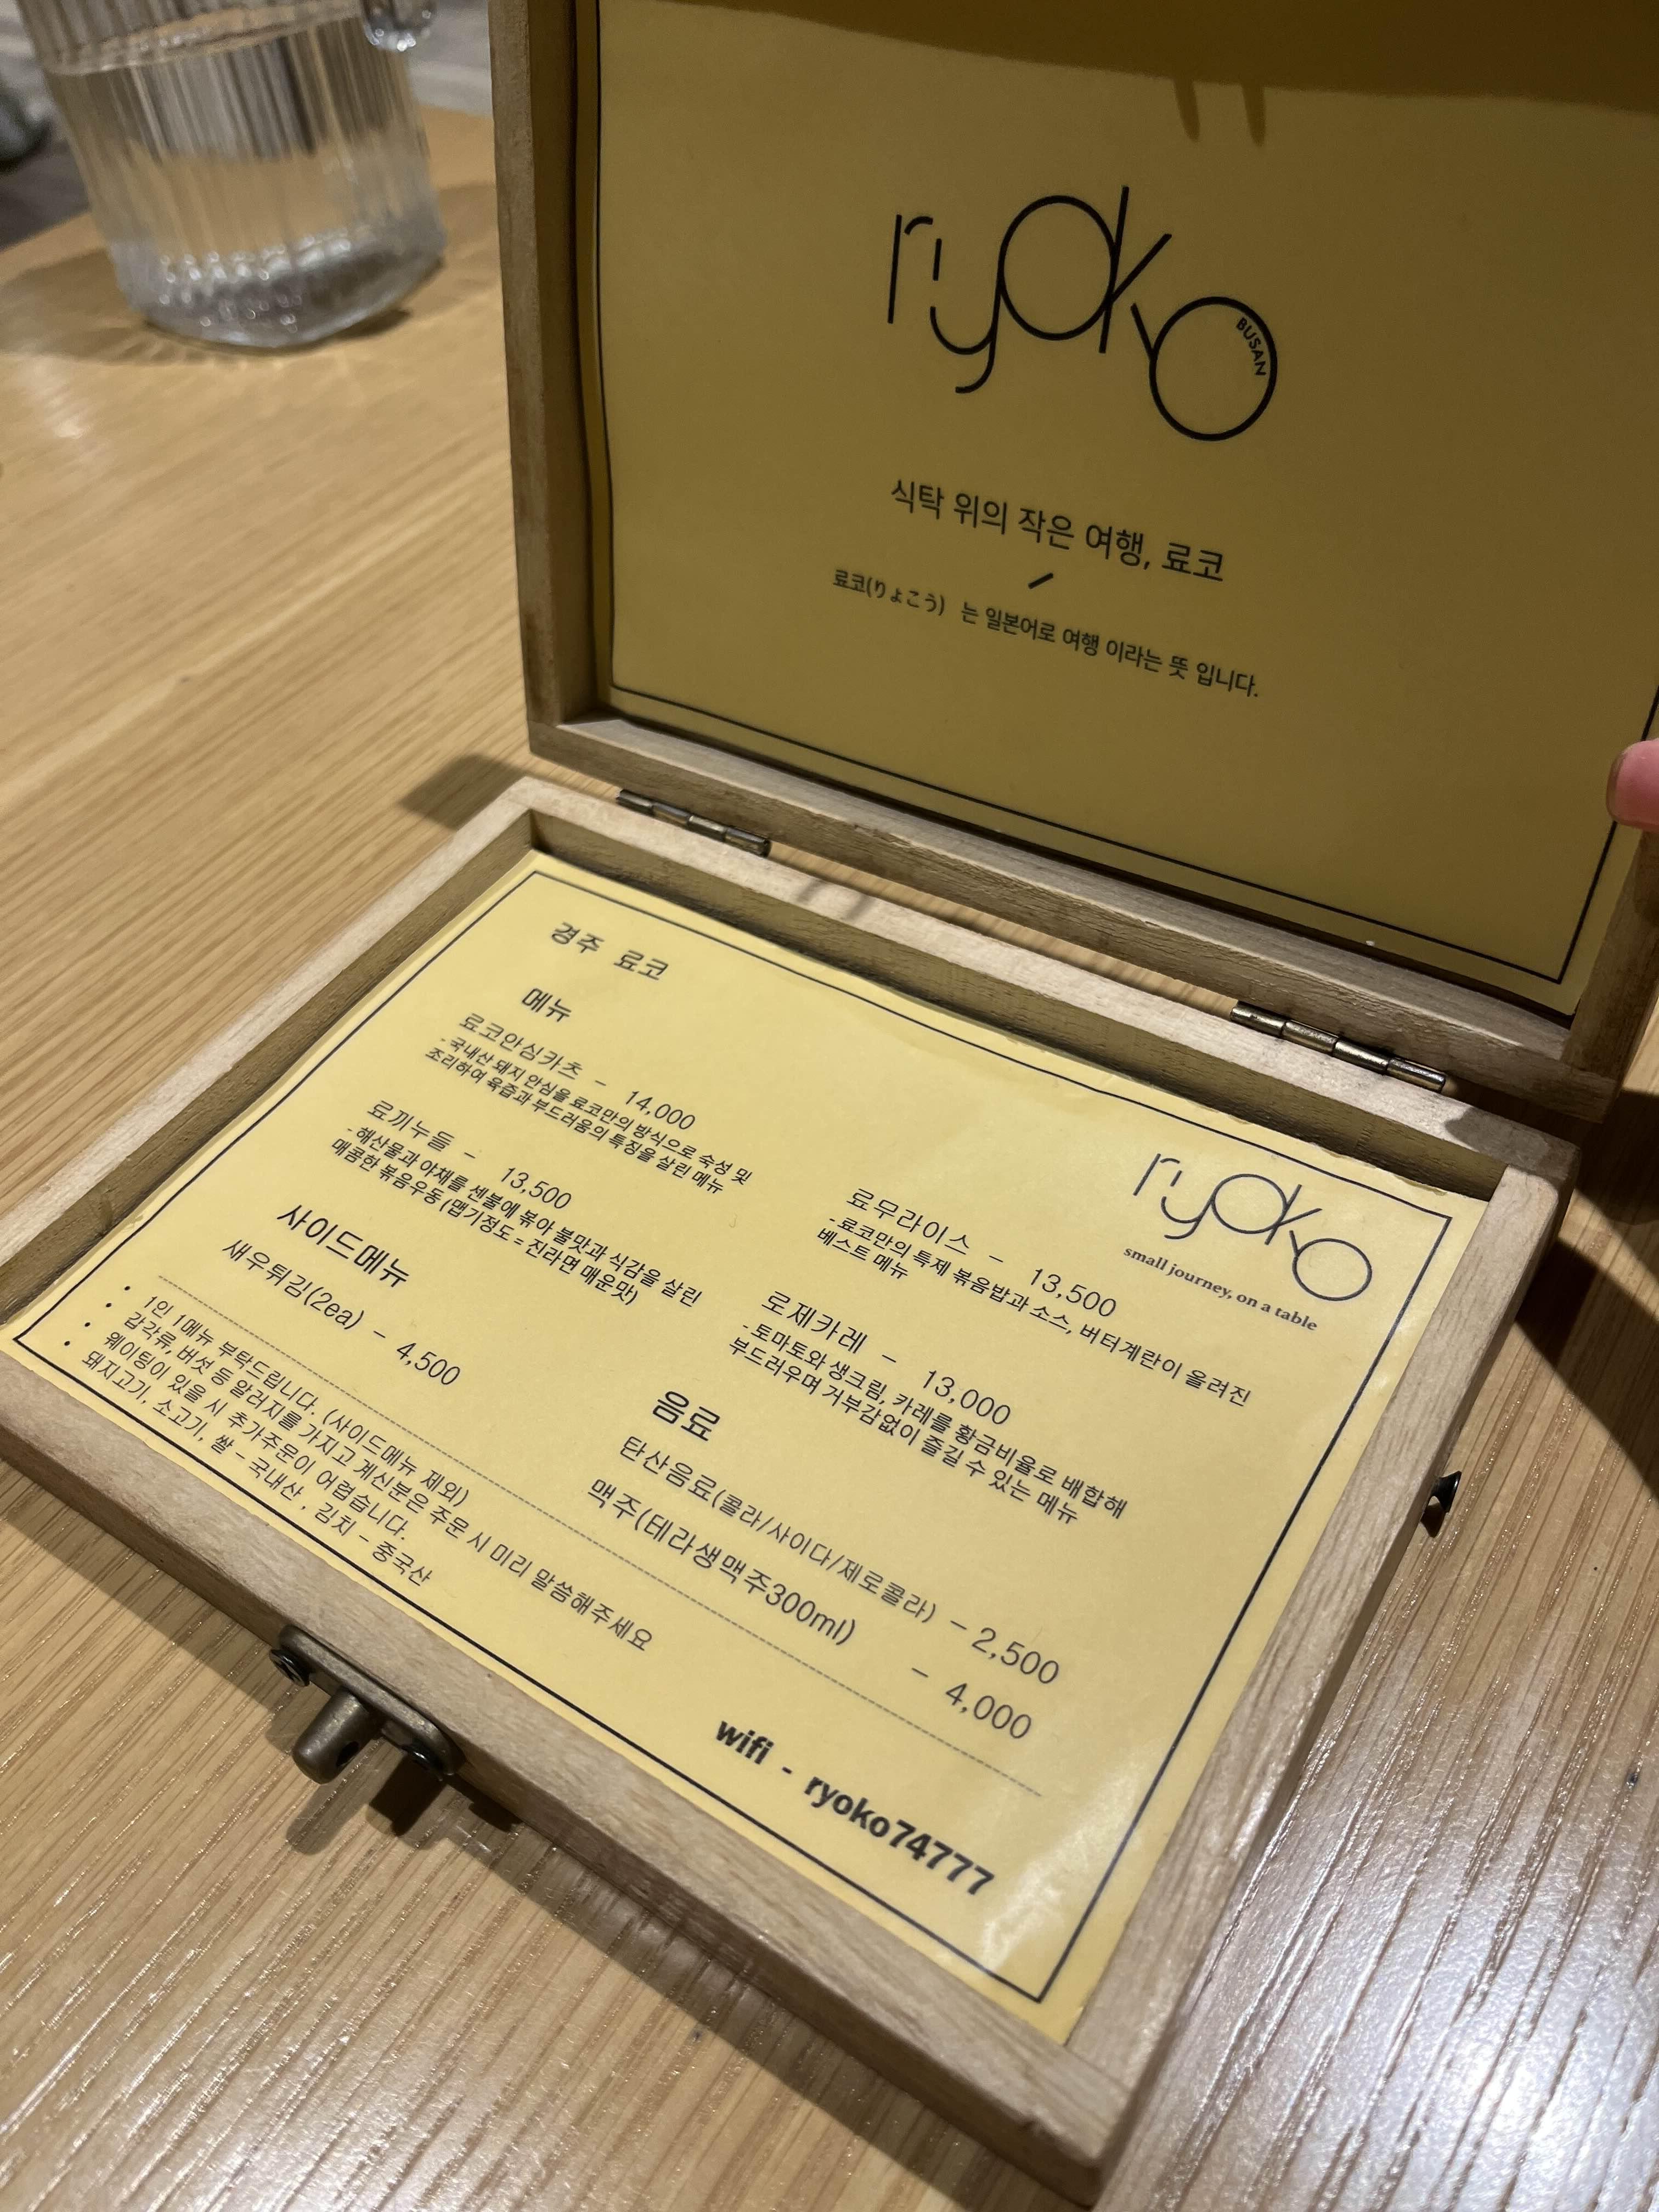 ryoko
BUSAN
식탁 위의 작은 여행, 료코
료코(りょこう) 는 일본어로 여행 이라는 뜻 입니다.
경주 료코
메뉴
료코안심카츠 - 14,000
- 국내산 돼지 안심을 료코만의 방식으로 숙성 및
조리하여 육즙과 부드러움의 특징을 살린 메뉴
료끼누들 - 13,500
- 해산물과 야채를 센불에 볶아 불맛과 식감을 살린
매콤한 볶음우동 (맵기정도 = 진라면 매운맛)
사이드메뉴
새우튀김(2ea) - 4,500
ryoko
small journey, on a table
료무라이스 - 13,500
- 료코만의 특제 볶음밥과 소스, 버터계란이 올려진
베스트 메뉴
로제카레 - 13,000
- 토마토와 생크림, 카레를 황금비율로 배합해
부드러우며 거부감없이 즐길 수 있는 메뉴
음료
탄산음료(콜라/사이다/제로콜라) - 2,500
맥주(테라생맥주300ml) - 4,000
• 1인 1메뉴 부탁드립니다. (사이드메뉴 제외)
• 갑각류, 버섯 등 알러지를 가지고 계신분은 주문 시 미리 말씀해주세요
• 웨이팅이 있을 시 추가주문이 어렵습니다.
• 돼지고기, 소고기, 쌀 - 국내산 , 김치 - 중국산
wifi - ryoko74777